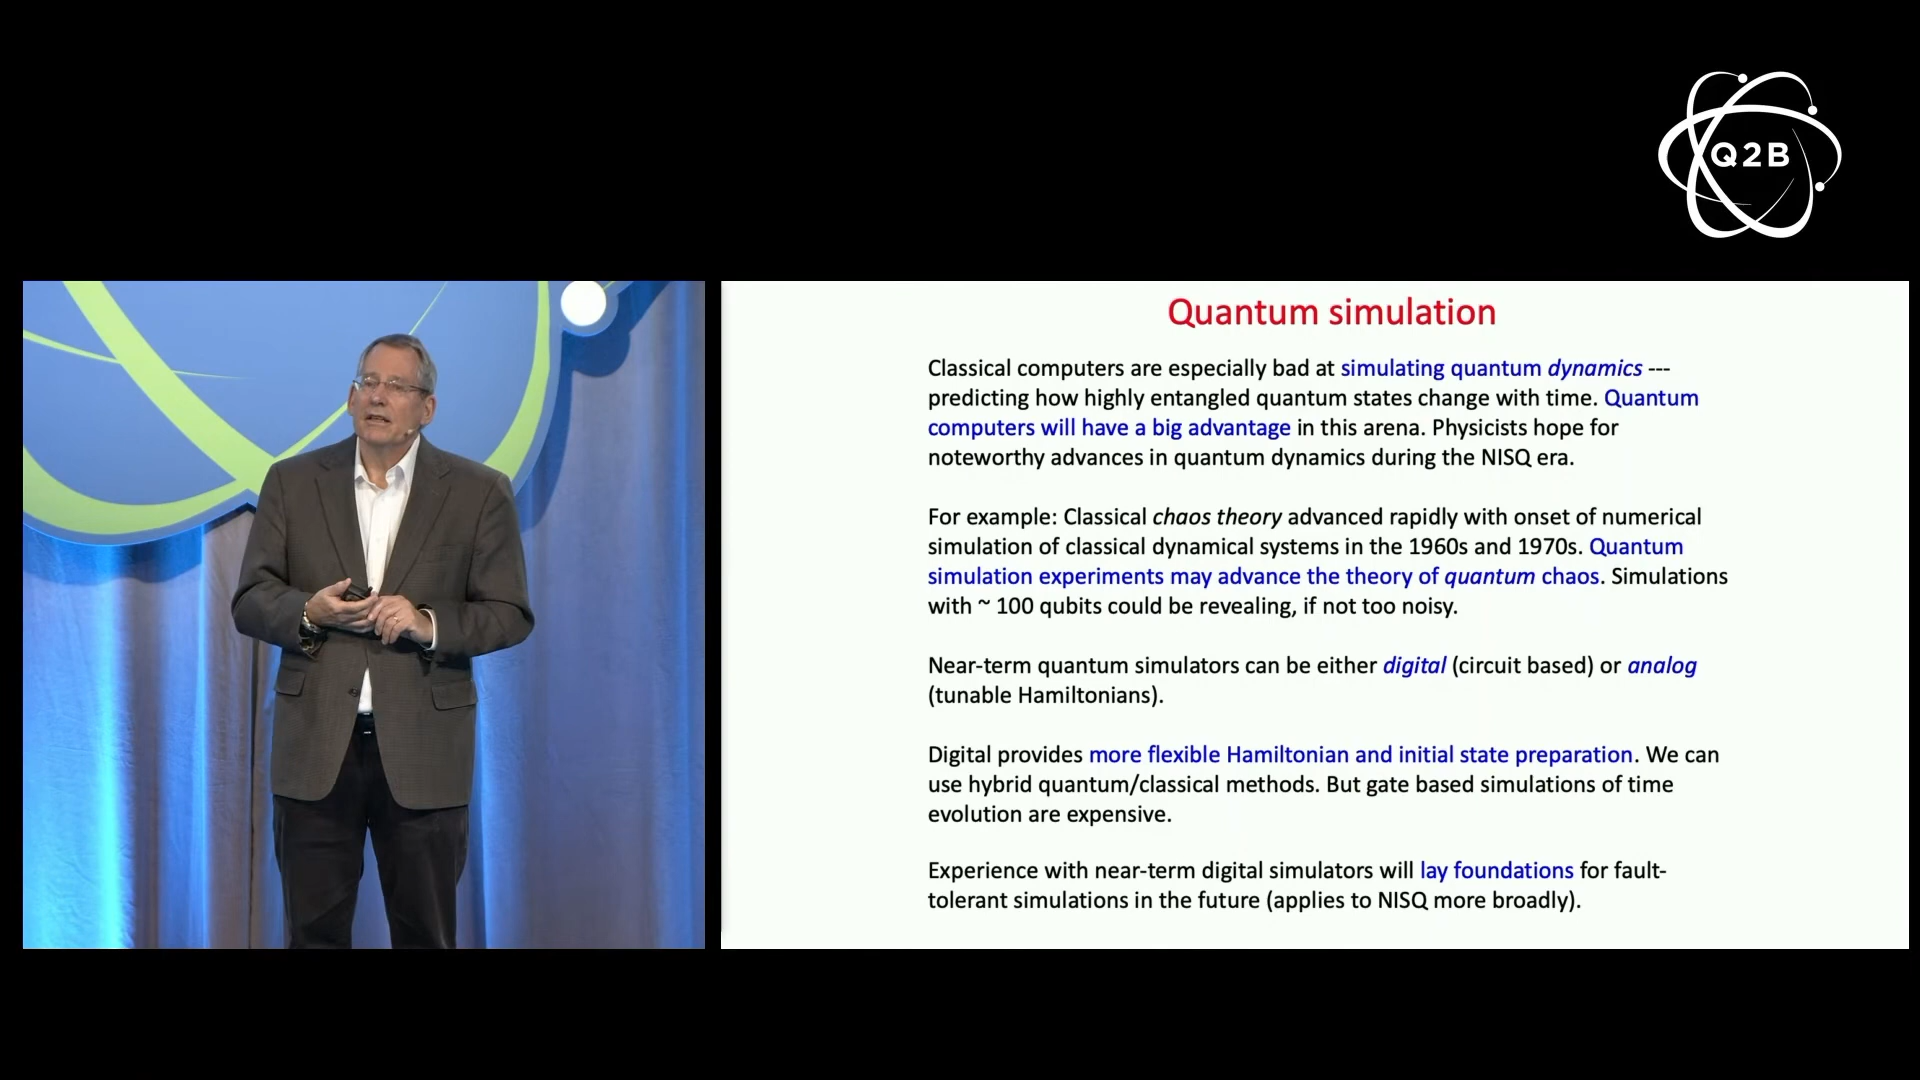 Q2B
Quantum simulation
Classical computers are especially bad at simulating quantum dynamics ---
predicting how highly entangled quantum states change with time. Quantum
computers will have a big advantage in this arena. Physicists hope for
noteworthy advances in quantum dynamics during the NISQ era.
For example: Classical chaos theory advanced rapidly with onset of numerical
simulation of classical dynamical systems in the 1960s and 1970s. Quantum
simulation experiments may advance the theory of quantum chaos. Simulations
with ~ 100 qubits could be revealing, if not too noisy.
Near-term quantum simulators can be either digital (circuit based) or analog
(tunable Hamiltonians).
Digital provides more flexible Hamiltonian and initial state preparation. We can
use hybrid quantum/classical methods. But gate based simulations of time
evolution are expensive.
Experience with near-term digital simulators will lay foundations for fault-
tolerant simulations in the future (applies to NISQ more broadly).